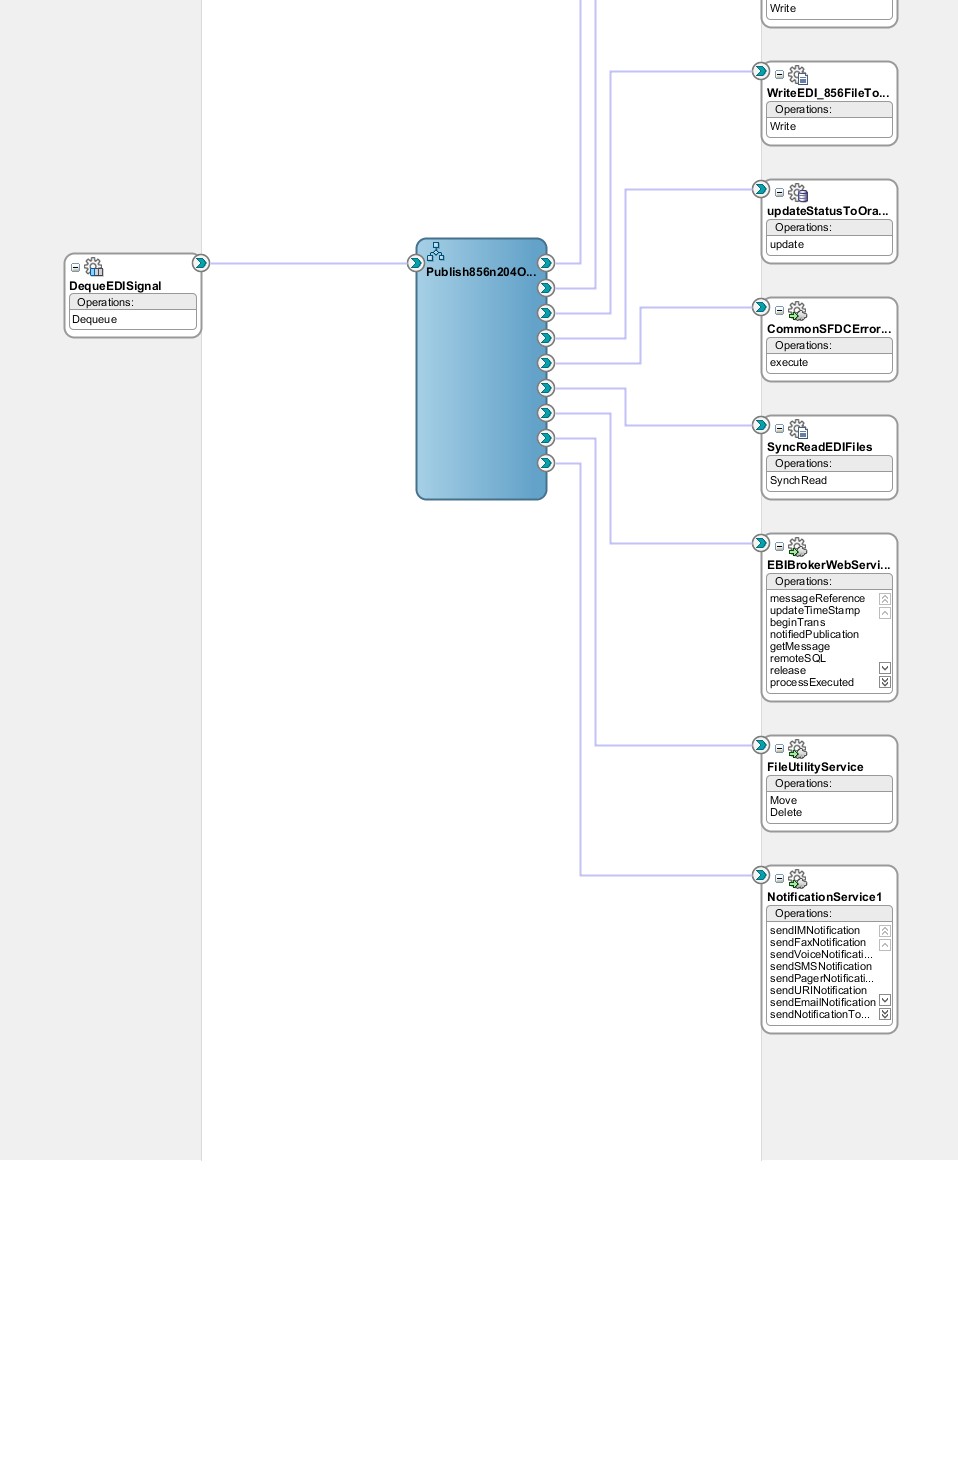 Write
WriteEDI_856FileTo...
Operations:
Write
updateStatusToOra...
Operations:
update
DequeEDISignal
Operations:
Dequeue
Publish856n204O...
CommonSFDCError...
Operations:
execute
SyncReadEDIFiles
Operations:
SynchRead
EBIBrokerWebServi...
Operations:
messageReference
updateTimeStamp
beginTrans
notifiedPublication
getMessage
remoteSQL
release
processExecuted
FileUtilityService
Operations:
Move
Delete
NotificationService1
Operations:
sendIMNotification
sendFaxNotification
sendVoiceNotificati...
sendSMSNotification
sendPagerNotificati...
sendURINotification
sendEmailNotification
sendNotificationTo...